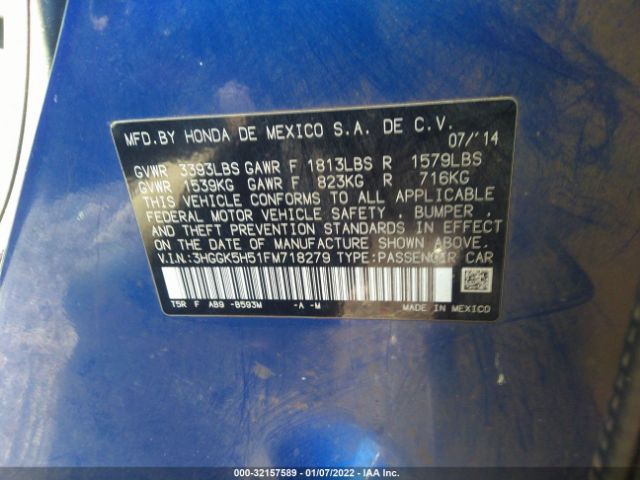 MFD.BY HONDA DE MEXICO S.A. DE C.V.
07/'14
GVWR 3393LBS GAWR F 1813LBS R 1579LBS
GVWR 1539KG GAWR F 823KG R 716KG
THIS VEHICLE CONFORMS TO ALL APPLICABLE
FEDERAL MOTOR VEHICLE SAFETY , BUMPER ,
AND THEFT PREVENTION STANDARDS IN EFFECT
ON THE DATE OF MANUFACTURE SHOWN ABOVE.
V.I.N.:3HGGK5H51FM718279 TYPE:PASSENGER CAR
T5R F AB9 -B593M -A -M
MADE IN MEXICO
000-32157589 - 01/07/2022 - IAA Inc.